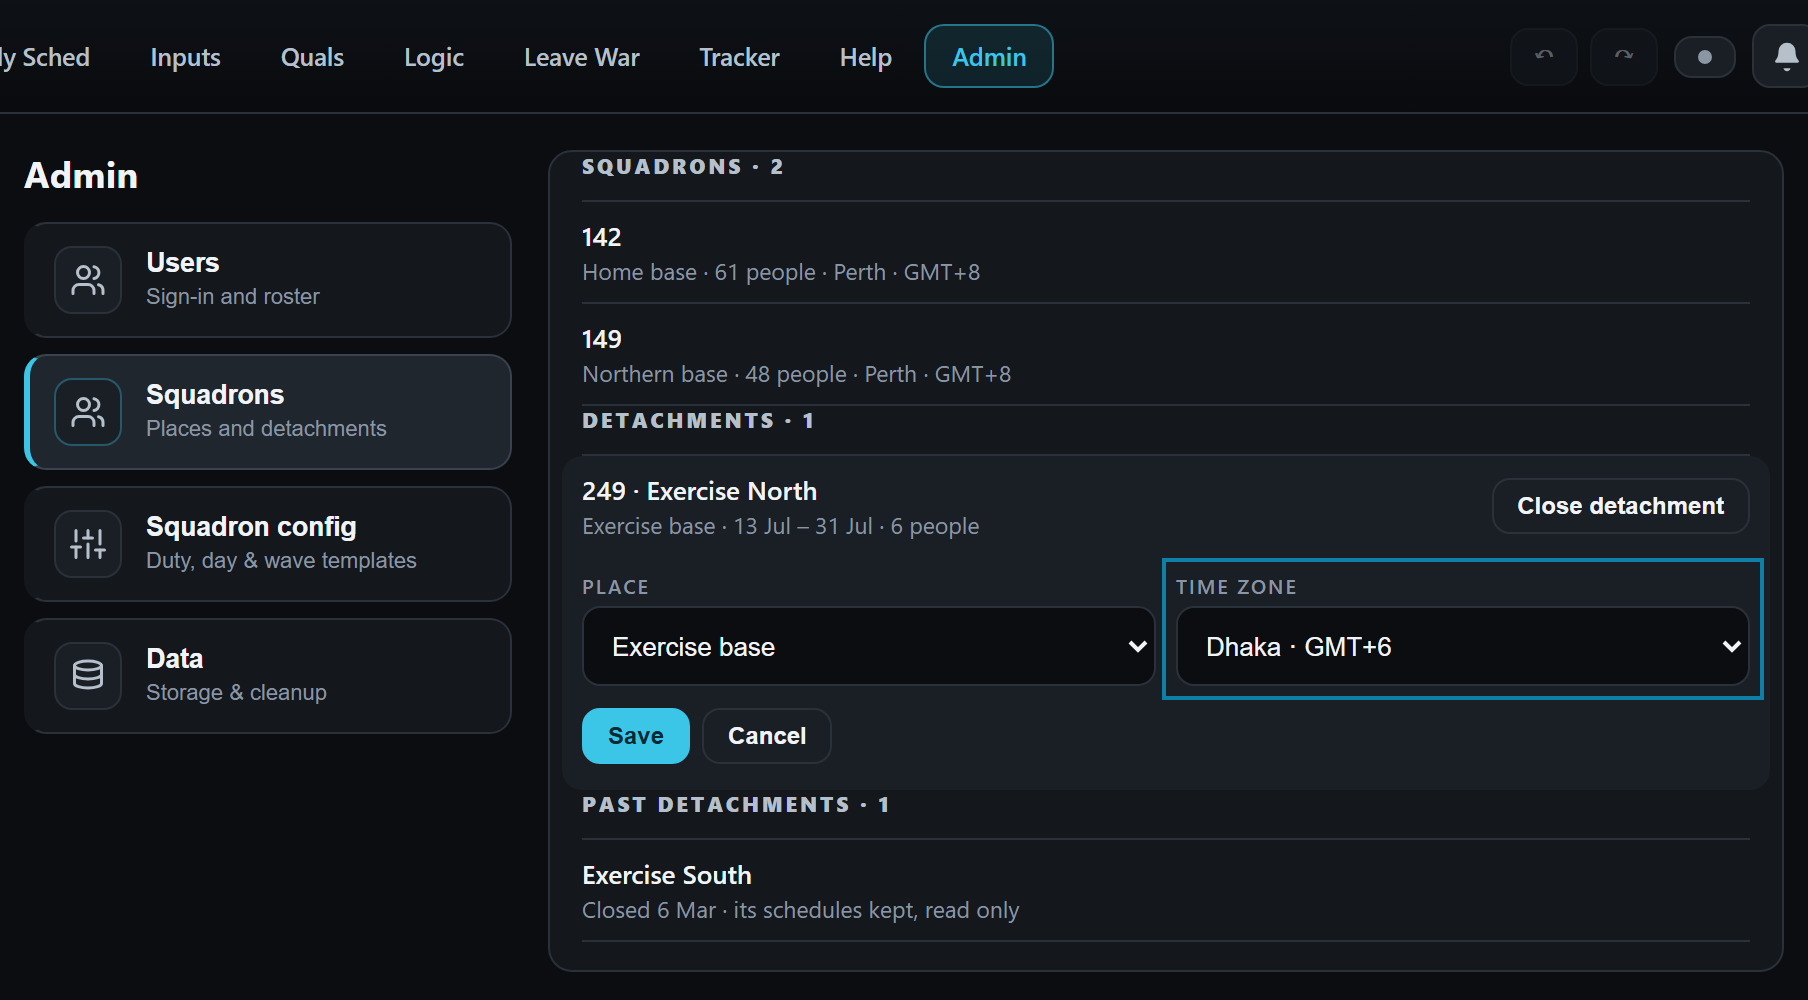 ly Sched
Inputs
Quals
Logic
Leave War
Tracker
Help
Admin
Admin
Users
Sign-in and roster
Squadrons
Places and detachments
Squadron config
Duty, day & wave templates
Data
Storage & cleanup
SQUADRONS · 2
142
Home base · 61 people · Perth · GMT+8
149
Northern base · 48 people · Perth · GMT+8
DETACHMENTS · 1
249 · Exercise North
Exercise base · 13 Jul – 31 Jul · 6 people
Close detachment
PLACE
Exercise base
TIME ZONE
Dhaka · GMT+6
Save
Cancel
PAST DETACHMENTS · 1
Exercise South
Closed 6 Mar · its schedules kept, read only